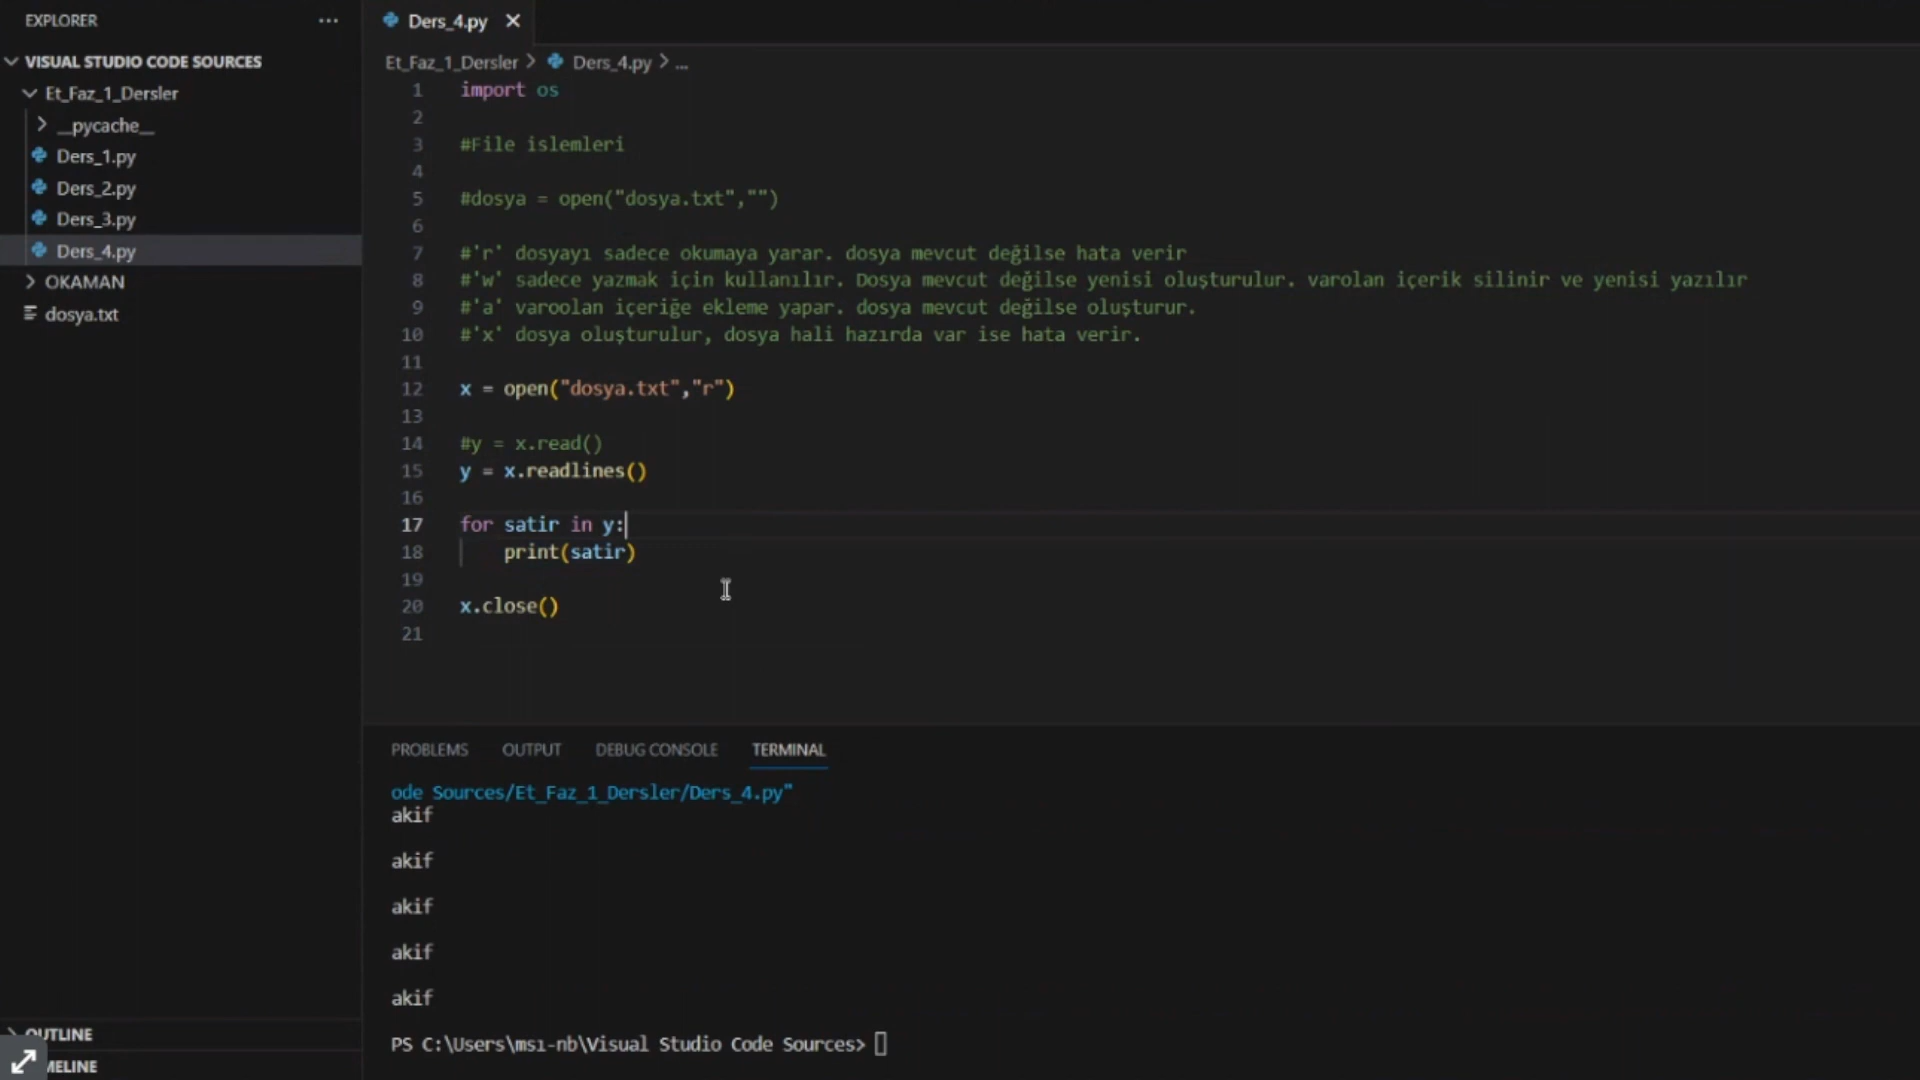 EXPLORER
...
VISUAL STUDIO CODE SOURCES
Et_Faz_1_Dersler
__pycache__
Ders_1.py
Ders_2.py
Ders_3.py
Ders_4.py
OKAMAN
dosya.txt
OUTLINE
MELINE
Ders_4.py
Et_Faz_1_Dersler > Ders_4.py > ...
1 import os
2
3 #File islemleri
4
5 #dosya = open("dosya.txt","")
6
7 #'r' dosyayı sadece okumaya yarar. dosya mevcut değilse hata verir
8 #'w' sadece yazmak için kullanılır. Dosya mevcut değilse yenisi oluşturulur. varolan içerik silinir ve yenisi yazılır
9 #'a' varoolan içeriğe ekleme yapar. dosya mevcut değilse oluşturur.
10 #'x' dosya oluşturulur, dosya hali hazırda var ise hata verir.
11
12 x = open("dosya.txt","r")
13
14 #y = x.read()
15 y = x.readlines()
16
17 for satir in y:
18     print(satir)
19
20 x.close()
21
PROBLEMS OUTPUT DEBUG CONSOLE TERMINAL
ode Sources/Et_Faz_1_Dersler/Ders_4.py"
akif
akif
akif
akif
akif
PS C:\Users\msı-nb\Visual Studio Code Sources>